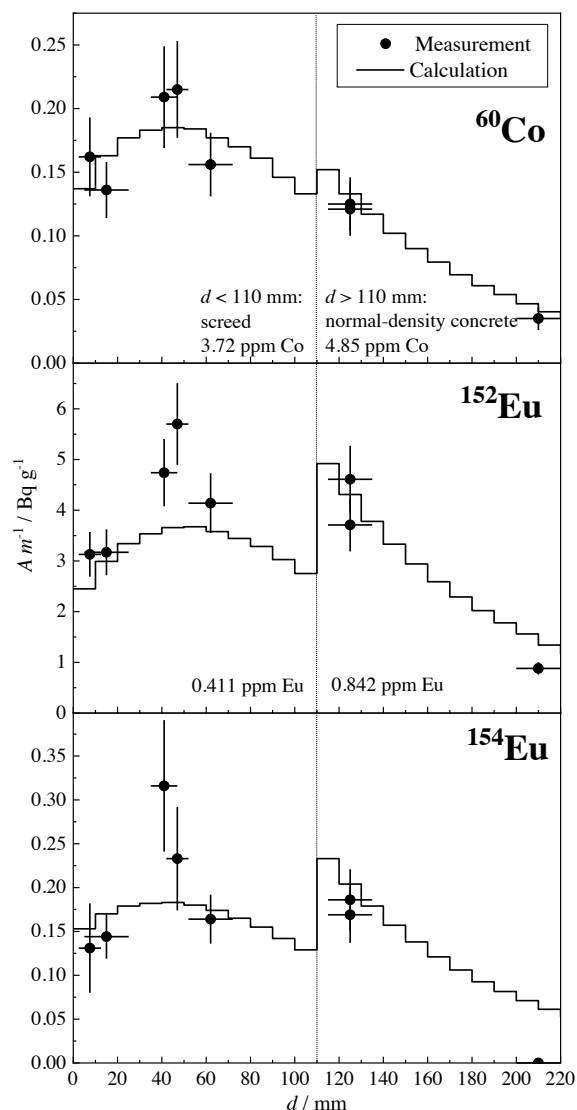 0.25
0.20
0.15
0.10
0.05
0.00
Measurement
Calculation
⁶⁰Co
d < 110 mm:
screed
3.72 ppm Co
d > 110 mm:
normal-density concrete
4.85 ppm Co
A m⁻¹ / Bq g⁻¹
6
5
4
3
2
1
0
¹⁵²Eu
0.411 ppm Eu
0.842 ppm Eu
0.35
0.30
0.25
0.20
0.15
0.10
0.05
0.00
¹⁵⁴Eu
0 20 40 60 80 100 120 140 160 180 200 220
d / mm